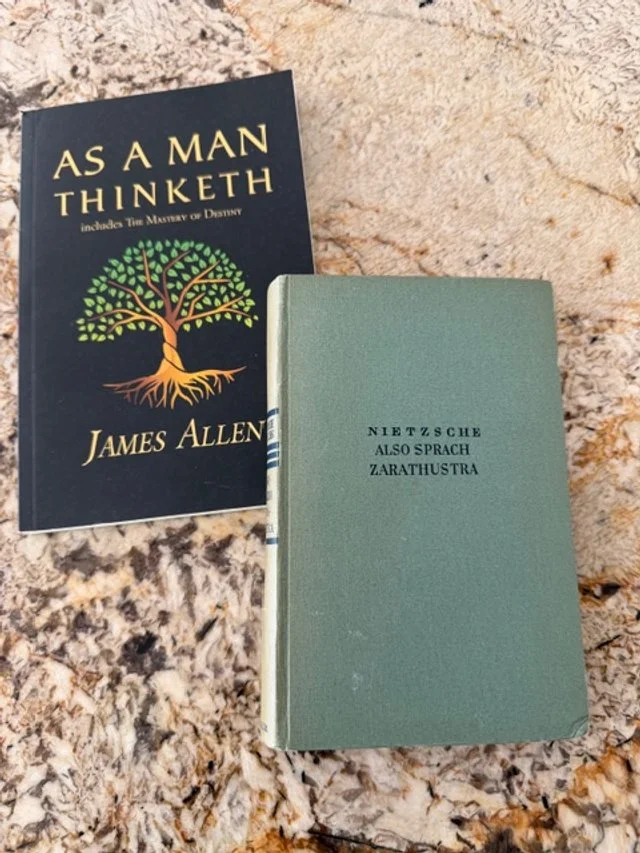 AS A MAN
THINKETH
includes THE MASTERY OF DESTINY
JAMES ALLEN
NIETZSCHE
ALSO SPRACH
ZARATHUSTRA